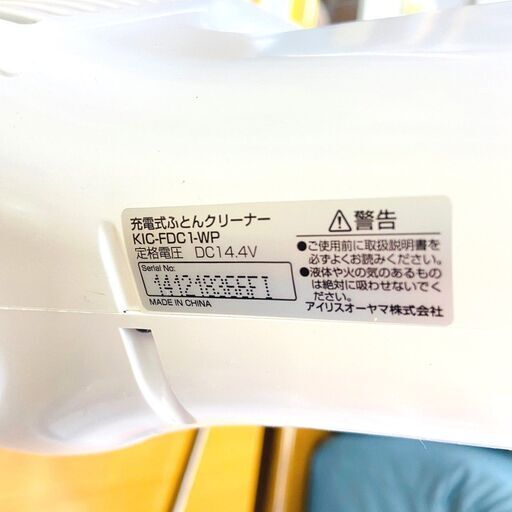 充電式ふとんクリーナー
KIC-FDC1-WP
定格電圧 DC14.4V
Serial No:
MADE IN CHINA
⚠警告
●ご使用前に取扱説明書を
必ずよくお読みください。
●液体や火の気のあるもの
は絶対に吸わせないでく
ださい。
アイリスオーヤマ株式会社